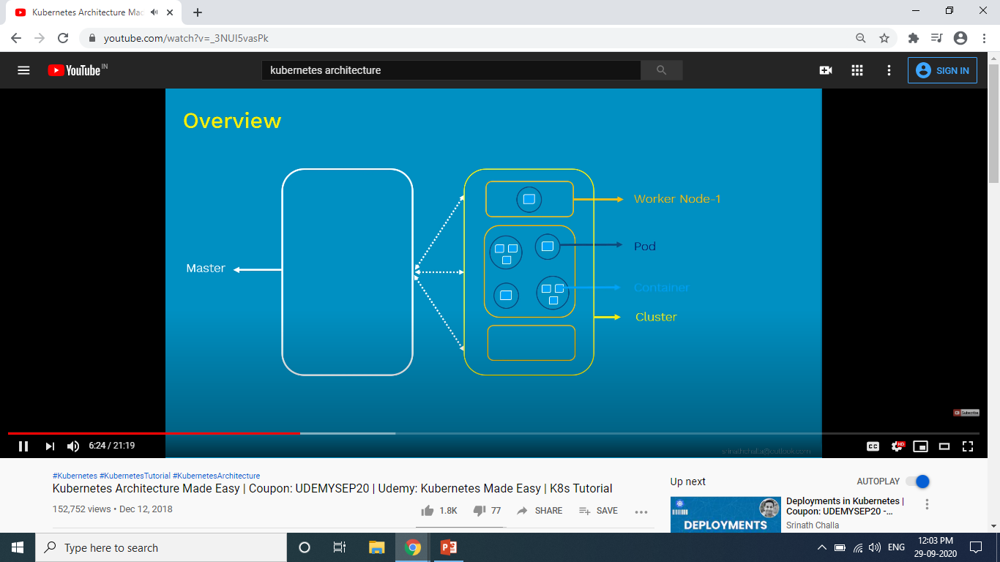 Kubernetes Architecture Mac
youtube.com/watch?v=_3NUI5vasPk
YouTube IN
kubernetes architecture
SIGN IN
Overview
Worker Node-1
Pod
Master
Container
Cluster
Subscribe
srinathchalla@outlook.com
6:24 / 21:19
CC
HD
#Kubernetes #KubernetesTutorial #KubernetesArchitecture
Kubernetes Architecture Made Easy | Coupon: UDEMYSEP20 | Udemy: Kubernetes Made Easy | K8s Tutorial
152,752 views • Dec 12, 2018
1.8K 77 SHARE SAVE
Up next
AUTOPLAY
DEPLOYMENTS
Deployments in Kubernetes |
Coupon: UDEMYSEP20 -...
Srinath Challa
Type here to search
ENG
12:03 PM
29-09-2020